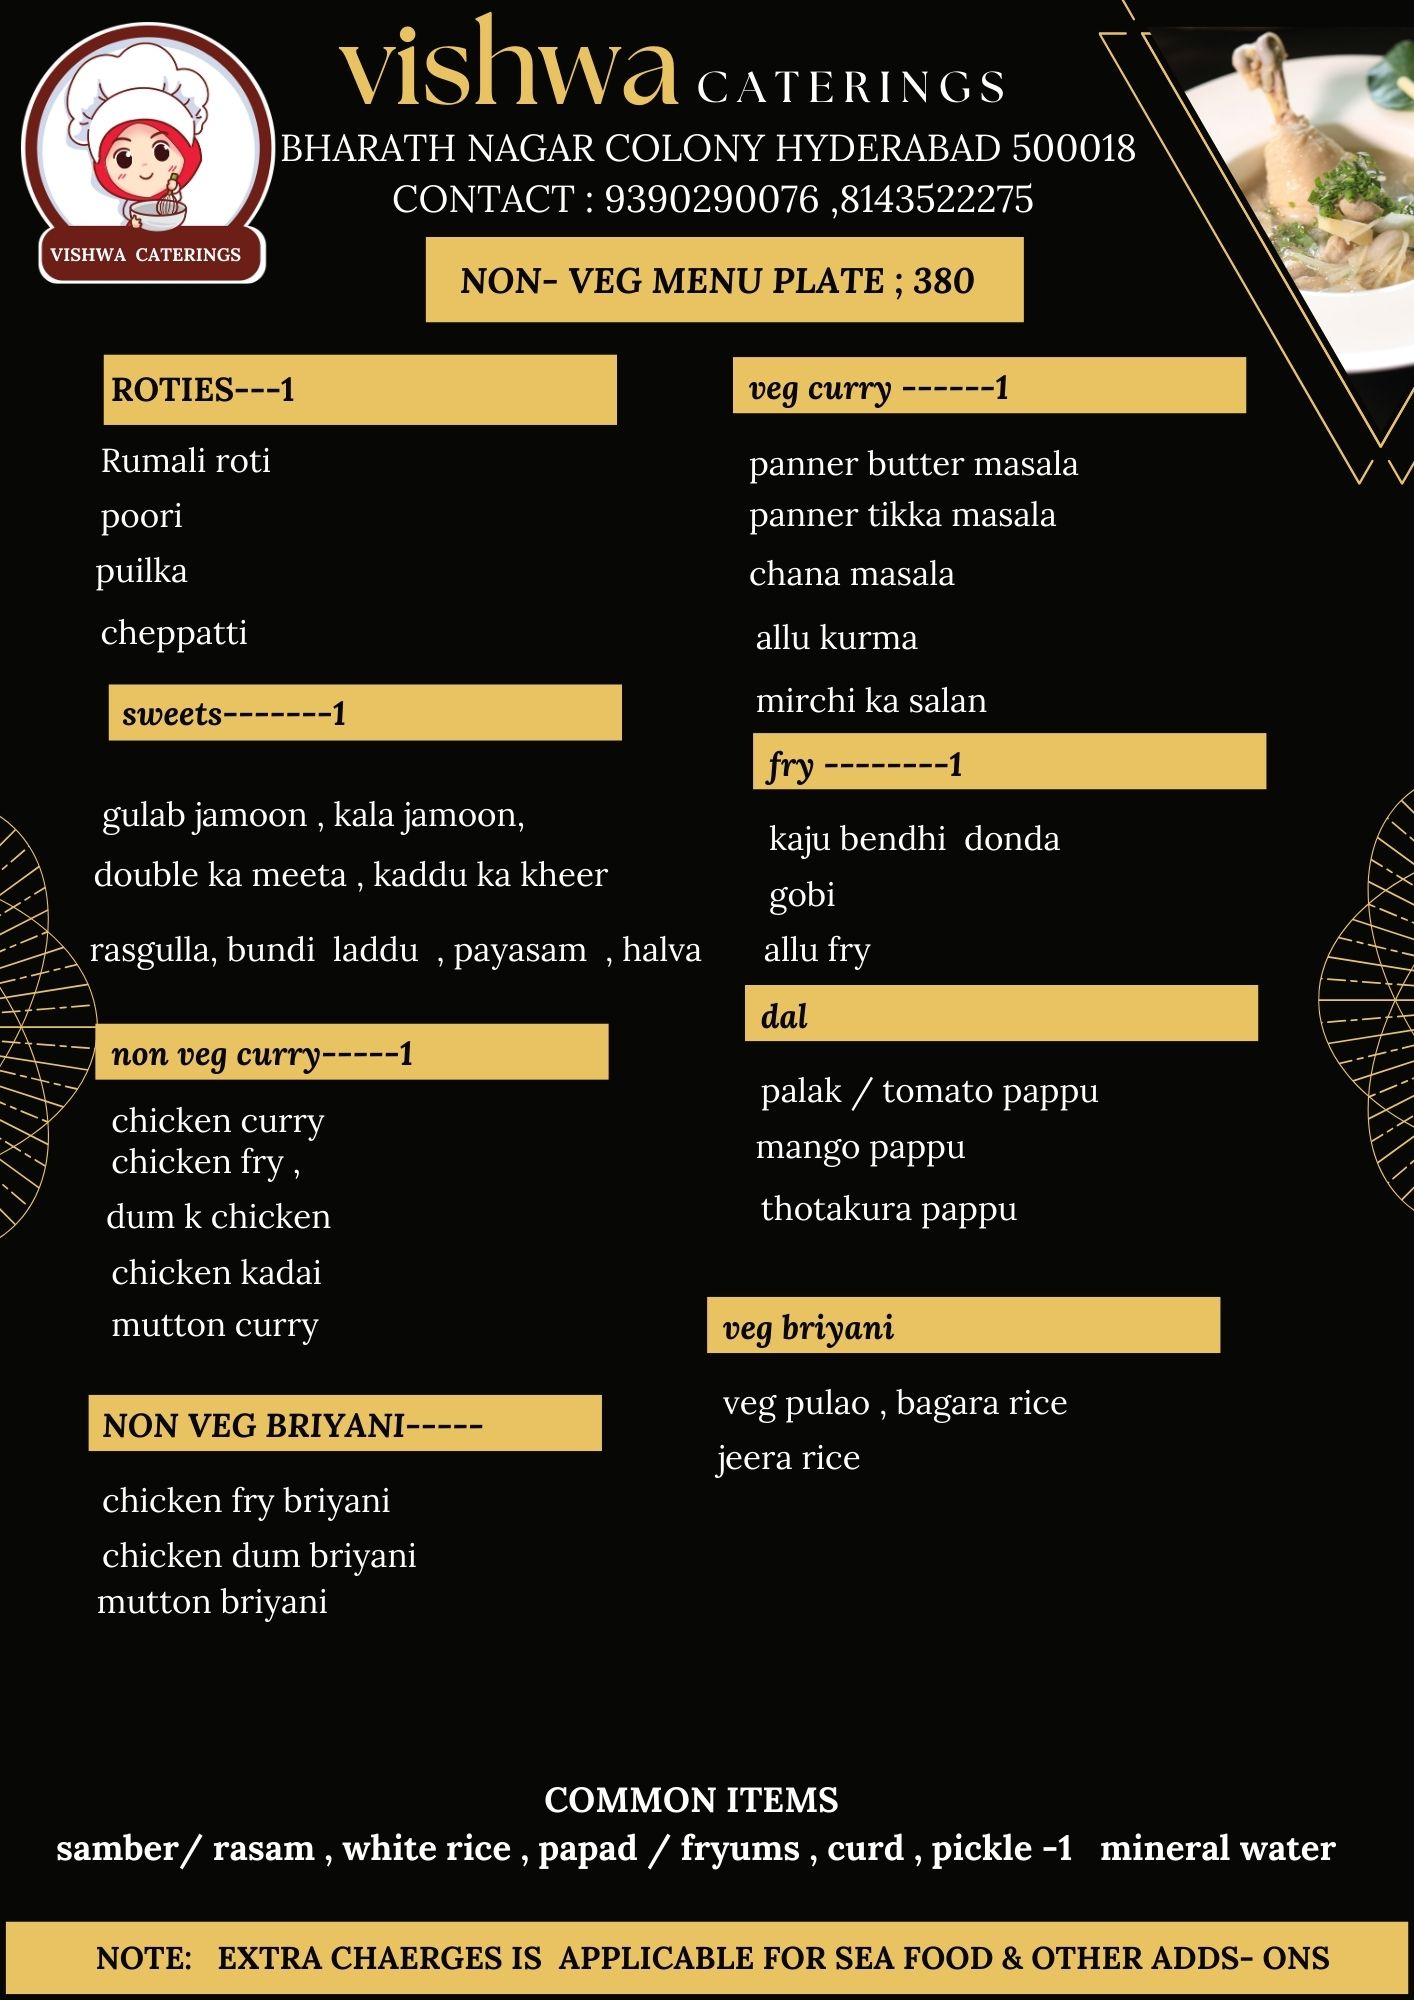 vishwa CATERINGS
BHARATH NAGAR COLONY HYDERABAD 500018
CONTACT : 9390290076 ,8143522275
VISHWA CATERINGS
NON- VEG MENU PLATE ; 380
ROTIES---1
Rumali roti
poori
puilka
cheppatti
sweets-------1
gulab jamoon , kala jamoon,
double ka meeta , kaddu ka kheer
rasgulla, bundi laddu , payasam , halva
non veg curry-----1
chicken curry
chicken fry ,
dum k chicken
chicken kadai
mutton curry
NON VEG BRIYANI-----
chicken fry briyani
chicken dum briyani
mutton briyani
veg curry ------1
panner butter masala
panner tikka masala
chana masala
allu kurma
mirchi ka salan
fry --------1
kaju bendhi donda
gobi
allu fry
dal
palak / tomato pappu
mango pappu
thotakura pappu
veg briyani
veg pulao , bagara rice
jeera rice
COMMON ITEMS
samber/ rasam , white rice , papad / fryums , curd , pickle -1 mineral water
NOTE: EXTRA CHAERGES IS APPLICABLE FOR SEA FOOD & OTHER ADDS- ONS